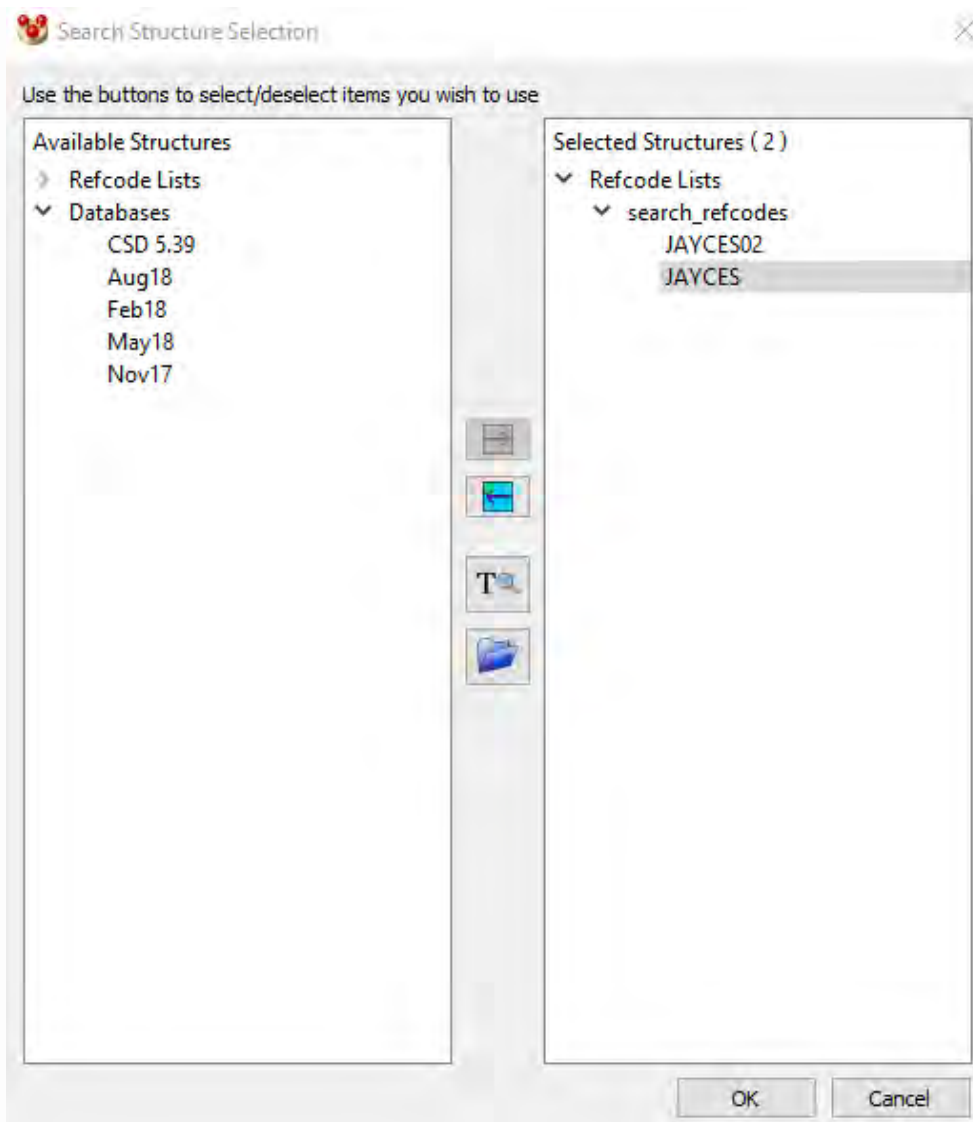 Search Structure Selection
Use the buttons to select/deselect items you wish to use
Available Structures
Refcode Lists
Databases
CSD 5.39
Aug18
Feb18
May18
Nov17
T
Selected Structures ( 2 )
Refcode Lists
search_refcodes
JAYCES02
JAYCES
OK
Cancel